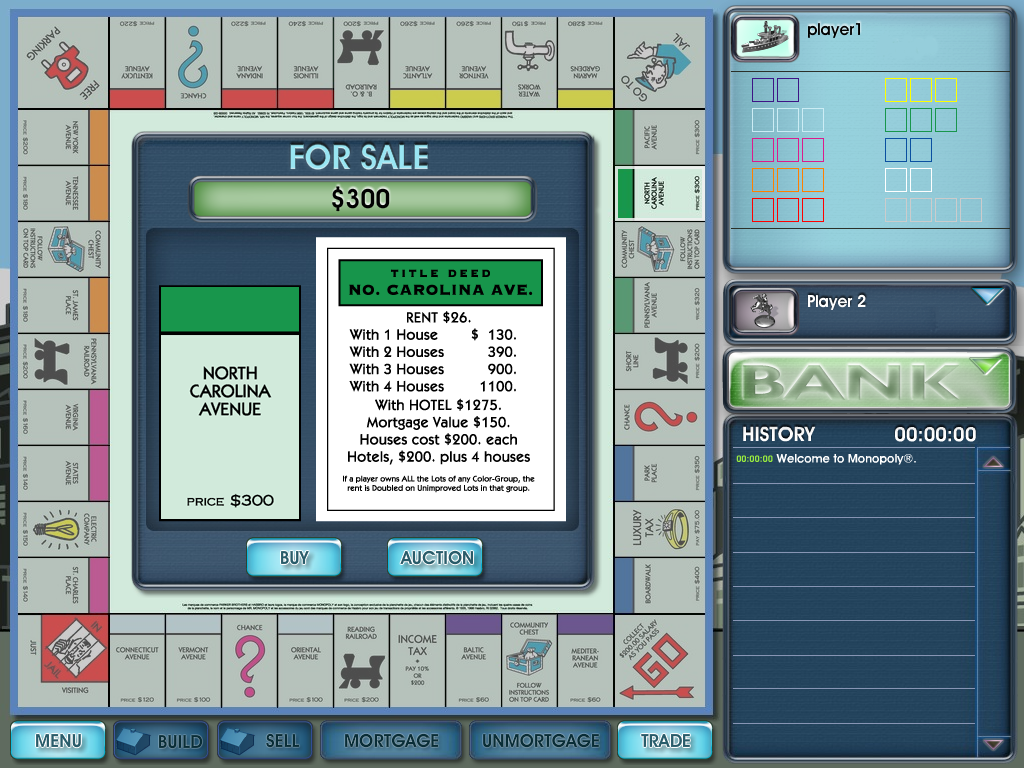 FREE
PARKING
KENTUCKY
AVENUE
PRICE $220
CHANCE
INDIANA
AVENUE
PRICE $220
ILLINOIS
AVENUE
PRICE $240
B. & O.
RAILROAD
PRICE $200
ATLANTIC
AVENUE
PRICE $260
VENTNOR
AVENUE
PRICE $260
WATER
WORKS
PRICE $150
MARVIN
GARDENS
PRICE $280
GO TO
JAIL
NEW YORK
AVENUE
PRICE $200
TENNESSEE
AVENUE
PRICE $180
COMMUNITY
CHEST
FOLLOW
INSTRUCTIONS
ON TOP CARD
ST. JAMES
PLACE
PRICE $180
PENNSYLVANIA
RAILROAD
PRICE $200
VIRGINIA
AVENUE
PRICE $160
STATES
AVENUE
PRICE $140
ELECTRIC
COMPANY
PRICE $150
ST. CHARLES
PLACE
PRICE $140
FOR SALE
$300
NORTH
CAROLINA
AVENUE
PRICE $300
TITLE DEED
NO. CAROLINA AVE.
RENT $26.
With 1 House $ 130.
With 2 Houses 390.
With 3 Houses 900.
With 4 Houses 1100.
With HOTEL $1275.
Mortgage Value $150.
Houses cost $200. each
Hotels, $200. plus 4 houses
If a player owns ALL the Lots of any Color-Group, the
rent is Doubled on Unimproved Lots in that group.
BUY
AUCTION
PACIFIC
AVENUE
PRICE $300
NORTH
CAROLINA
AVENUE
PRICE $300
COMMUNITY
CHEST
FOLLOW
INSTRUCTIONS
ON TOP CARD
PENNSYLVANIA
AVENUE
PRICE $320
SHORT
LINE
PRICE $200
CHANCE
PARK
PLACE
PRICE $350
LUXURY
TAX
PAY $75.00
BOARDWALK
PRICE $400
JUST
IN
JAIL
VISITING
CONNECTICUT
AVENUE
PRICE $120
VERMONT
AVENUE
PRICE $100
CHANCE
ORIENTAL
AVENUE
PRICE $100
READING
RAILROAD
PRICE $200
INCOME
TAX
PAY 10%
OR
$200
BALTIC
AVENUE
PRICE $60
COMMUNITY
CHEST
FOLLOW
INSTRUCTIONS
ON TOP CARD
MEDITER-
RANEAN
AVENUE
PRICE $60
COLLECT
$200.00 SALARY
AS YOU PASS
GO
MENU
BUILD
SELL
MORTGAGE
UNMORTGAGE
TRADE
player1
Player 2
BANK
HISTORY 00:00:00
00:00:00 Welcome to Monopoly®.